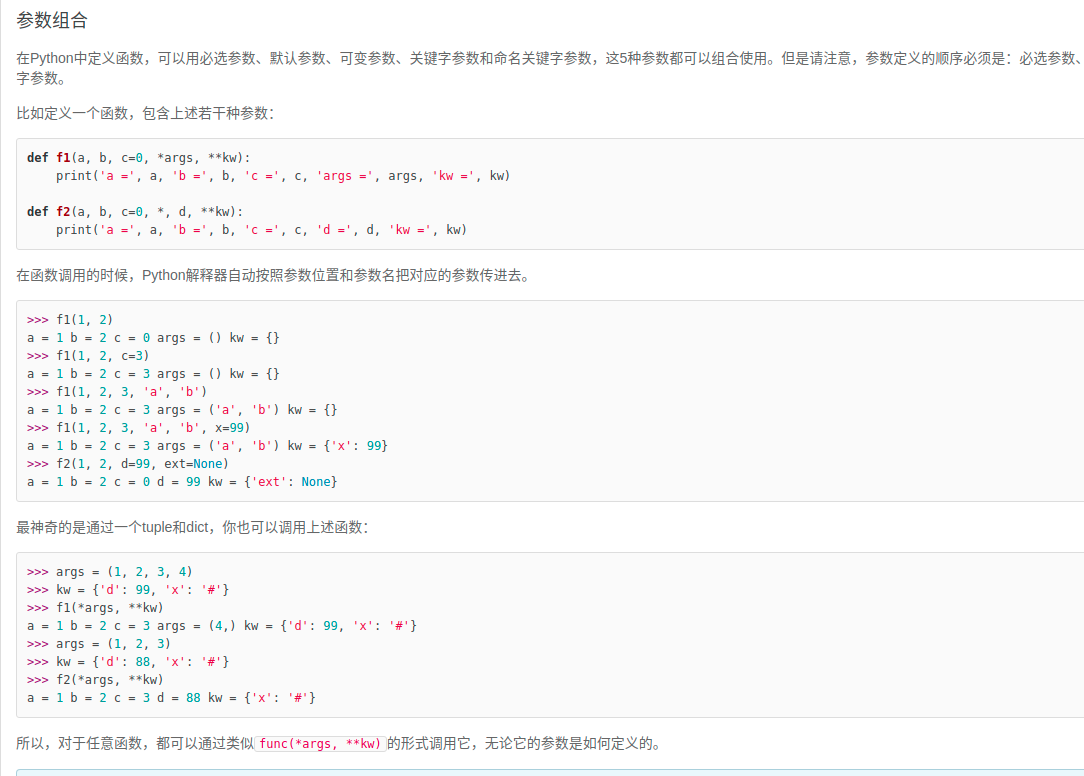 参数组合
在Python中定义函数，可以用必选参数、默认参数、可变参数、关键字参数和命名关键字参数，这5种参数都可以组合使用。但是请注意，参数定义的顺序必须是：必选参数、
字参数。
比如定义一个函数，包含上述若干种参数：
def f1(a, b, c=0, *args, **kw):
    print('a =', a, 'b =', b, 'c =', c, 'args =', args, 'kw =', kw)
def f2(a, b, c=0, *, d, **kw):
    print('a =', a, 'b =', b, 'c =', c, 'd =', d, 'kw =', kw)
在函数调用的时候，Python解释器自动按照参数位置和参数名把对应的参数传进去。
>>> f1(1, 2)
a = 1 b = 2 c = 0 args = () kw = {}
>>> f1(1, 2, c=3)
a = 1 b = 2 c = 3 args = () kw = {}
>>> f1(1, 2, 3, 'a', 'b')
a = 1 b = 2 c = 3 args = ('a', 'b') kw = {}
>>> f1(1, 2, 3, 'a', 'b', x=99)
a = 1 b = 2 c = 3 args = ('a', 'b') kw = {'x': 99}
>>> f2(1, 2, d=99, ext=None)
a = 1 b = 2 c = 0 d = 99 kw = {'ext': None}
最神奇的是通过一个tuple和dict，你也可以调用上述函数：
>>> args = (1, 2, 3, 4)
>>> kw = {'d': 99, 'x': '#'}
>>> f1(*args, **kw)
a = 1 b = 2 c = 3 args = (4,) kw = {'d': 99, 'x': '#'}
>>> args = (1, 2, 3)
>>> kw = {'d': 88, 'x': '#'}
>>> f2(*args, **kw)
a = 1 b = 2 c = 3 d = 88 kw = {'x': '#'}
所以，对于任意函数，都可以通过类似func(*args, **kw)的形式调用它，无论它的参数是如何定义的。